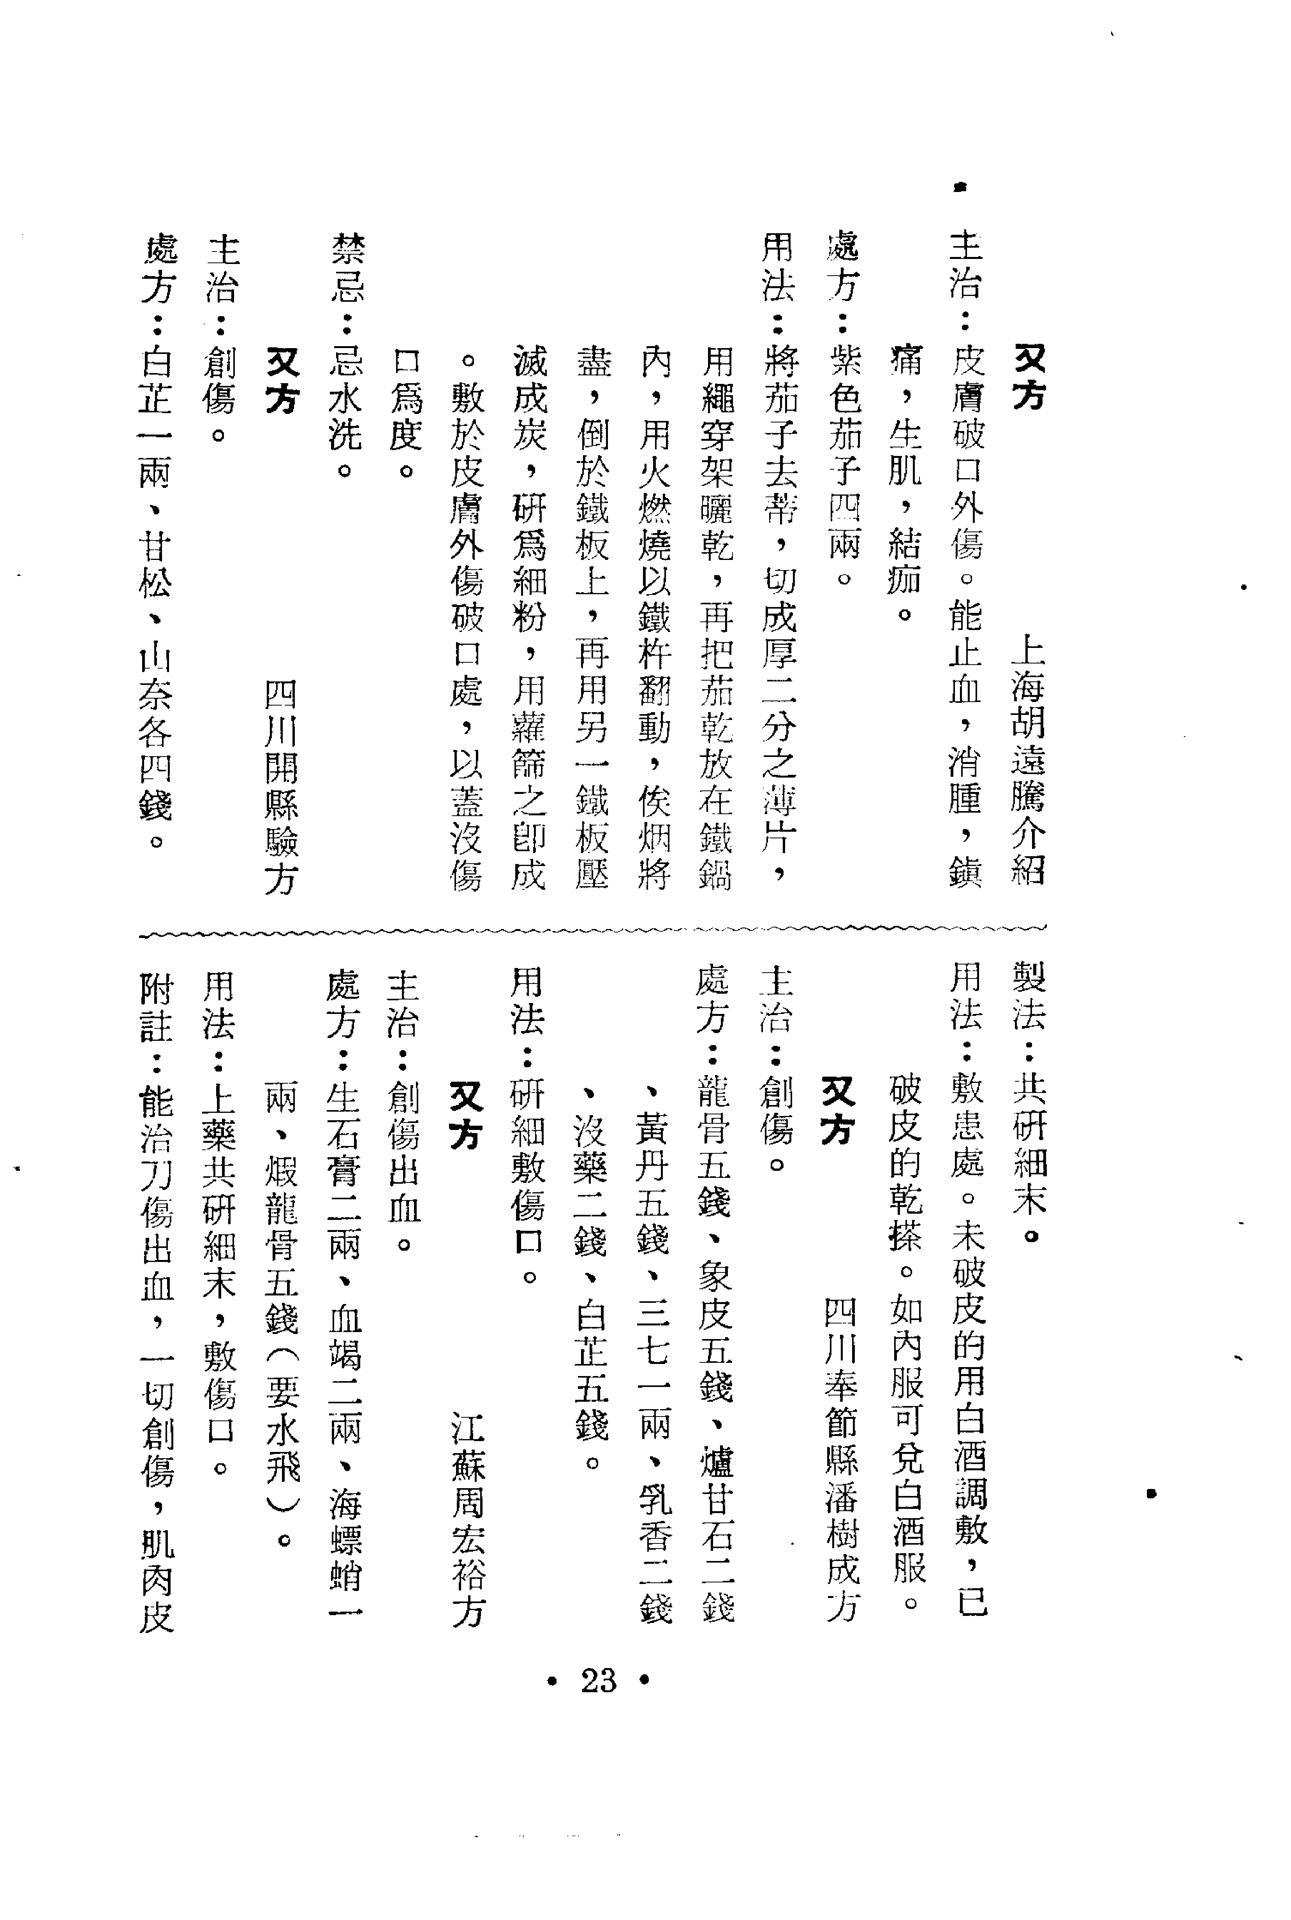 又方　上海胡遠騰介紹
主治：皮膚破口外傷。能止血，消腫，鎭
痛，生肌，結痂。
處方：紫色茄子四兩。
用法：將茄子去蒂，切成厚二分之薄片，
用繩穿架曬乾，再把茄乾放在鐵鍋
內，用火燃燒以鐵杵翻動，俟烟將
盡，倒於鐵板上，再用另一鐵板壓
滅成炭，研爲細粉，用蘿篩之卽成
。敷於皮膚外傷破口處，以蓋沒傷
口爲度。
禁忌：忌水洗。
又方　四川開縣驗方
主治：創傷。
處方：白芷一兩、甘松、山奈各四錢。
製法：共研細末。
用法：敷患處。未破皮的用白酒調敷，已
破皮的乾搽。如內服可兌白酒服。
又方　四川奉節縣潘樹成方
主治：創傷。
處方：龍骨五錢、象皮五錢、爐甘石二錢
、黃丹五錢、三七一兩、乳香二錢
、沒藥二錢、白芷五錢。
用法：研細敷傷口。
又方　江蘇周宏裕方
主治：創傷出血。
處方：生石膏二兩、血竭二兩、海螵蛸一
兩、煆龍骨五錢（要水飛）。
用法：上藥共研細末，敷傷口。
附註：能治刀傷出血，一切創傷，肌肉皮
• 23 •